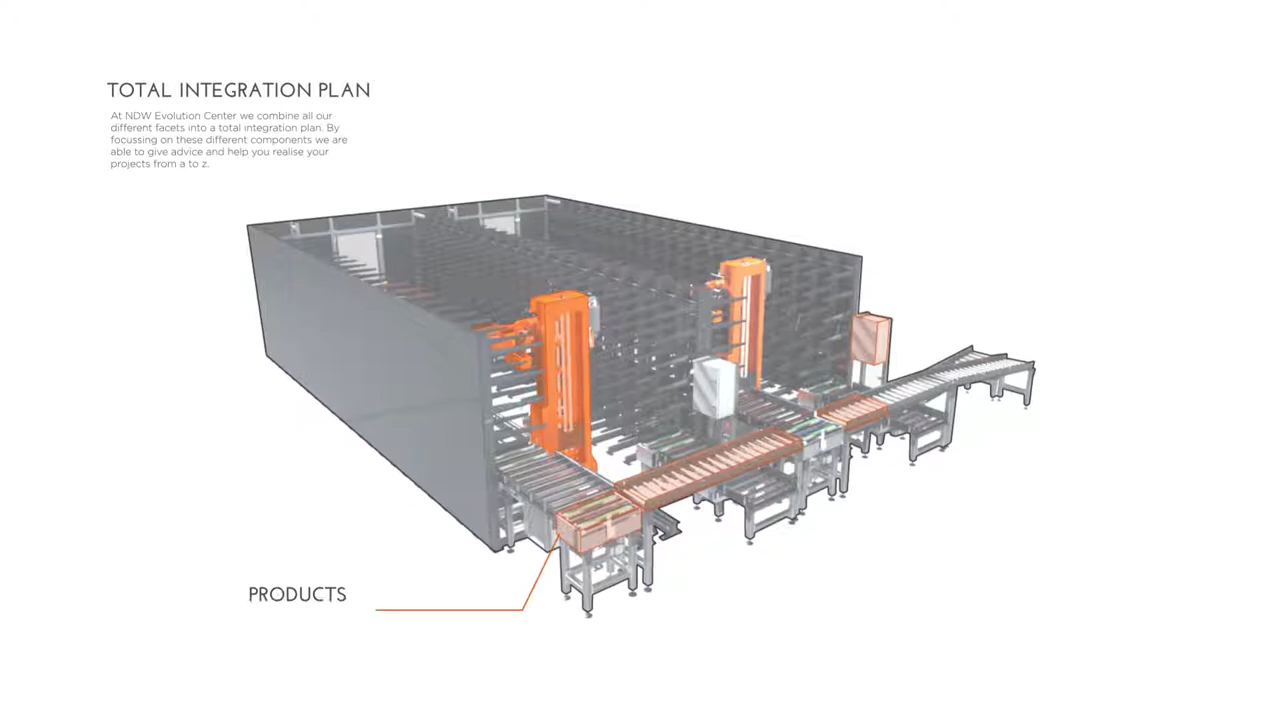 TOTAL INTEGRATION PLAN
At NDW Evolution Center we combine all our
different facets into a total integration plan. By
focussing on these different components we are
able to give advice and help you realise your
projects from a to z.
PRODUCTS